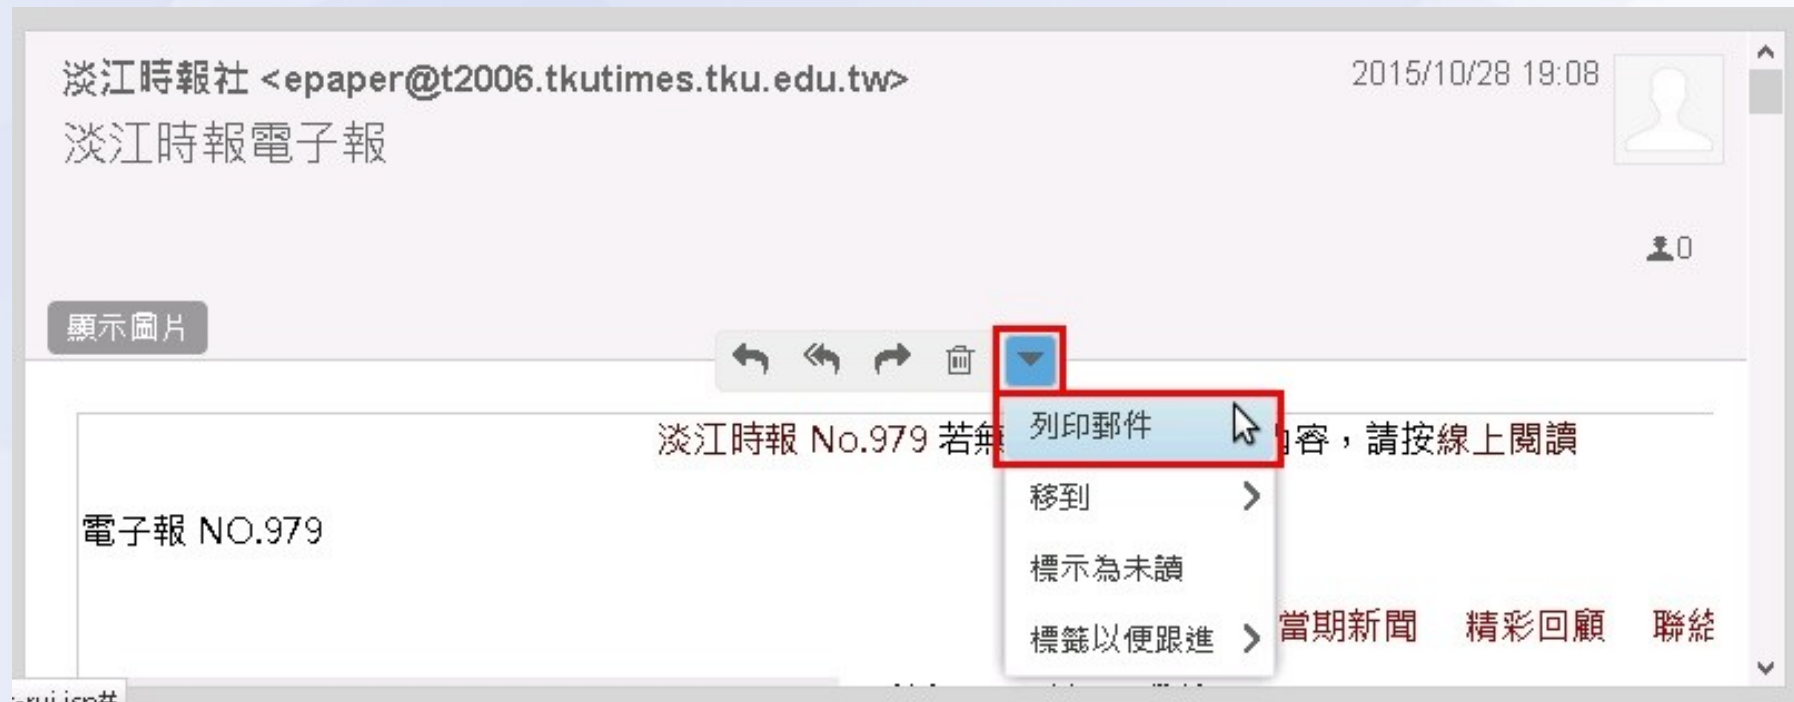 淡江時報社 <epaper@t2006.tkutimes.tku.edu.tw>
2015/10/28 19:08
淡江時報電子報
0
顯示圖片
列印郵件
淡江時報 No.979 若無 容，請按線上閱讀
移到
電子報 NO.979
標示為未讀
當期新聞 精彩回顧 聯結
標籤以便跟進